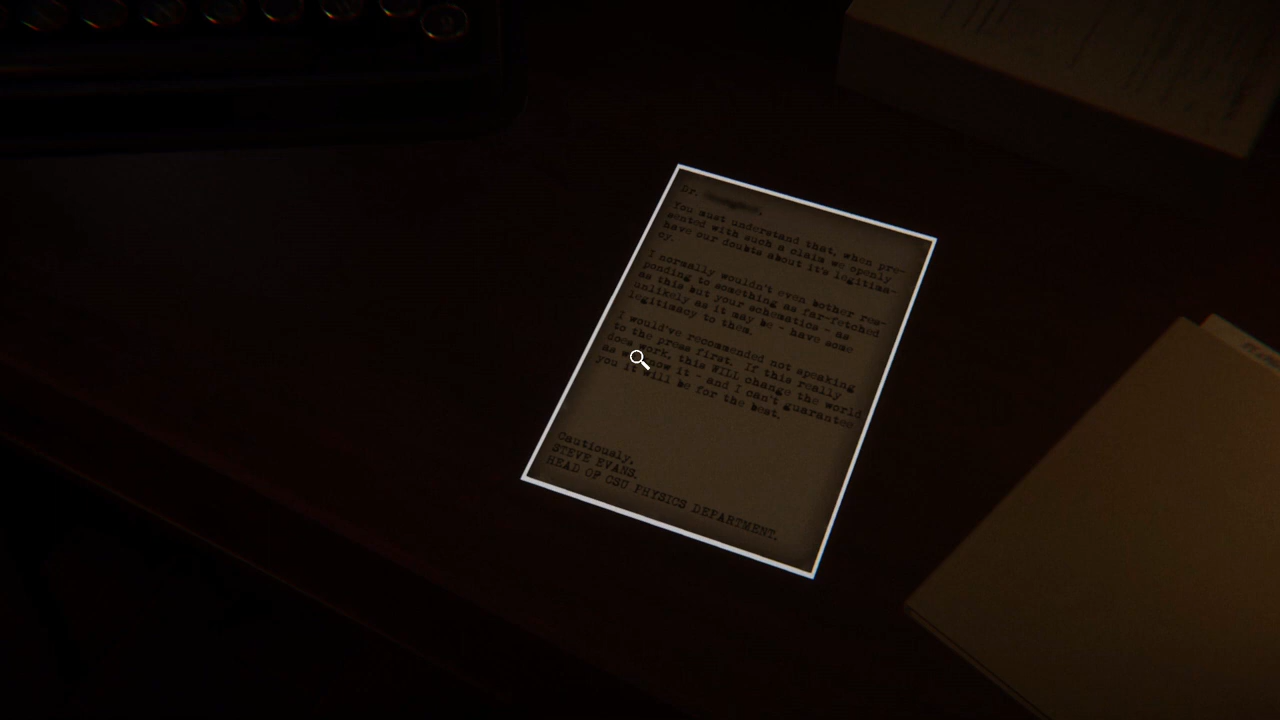 Dr.
You must understand that, when pre-
sented with such a claim we openly
have our doubts about it's legitima-
cy.
I normally wouldn't even bother res-
ponding to something as far-fetched
as this but your schematics - as
unlikely as it may be - have some
legitimacy to them.
I would've recommended not speaking
to the press first. If this really
does work, this WILL change the world
as we know it - and I can't guarantee
you it will be for the best.
Cautiously,
STEVE EVANS.
HEAD OF CSU PHYSICS DEPARTMENT.